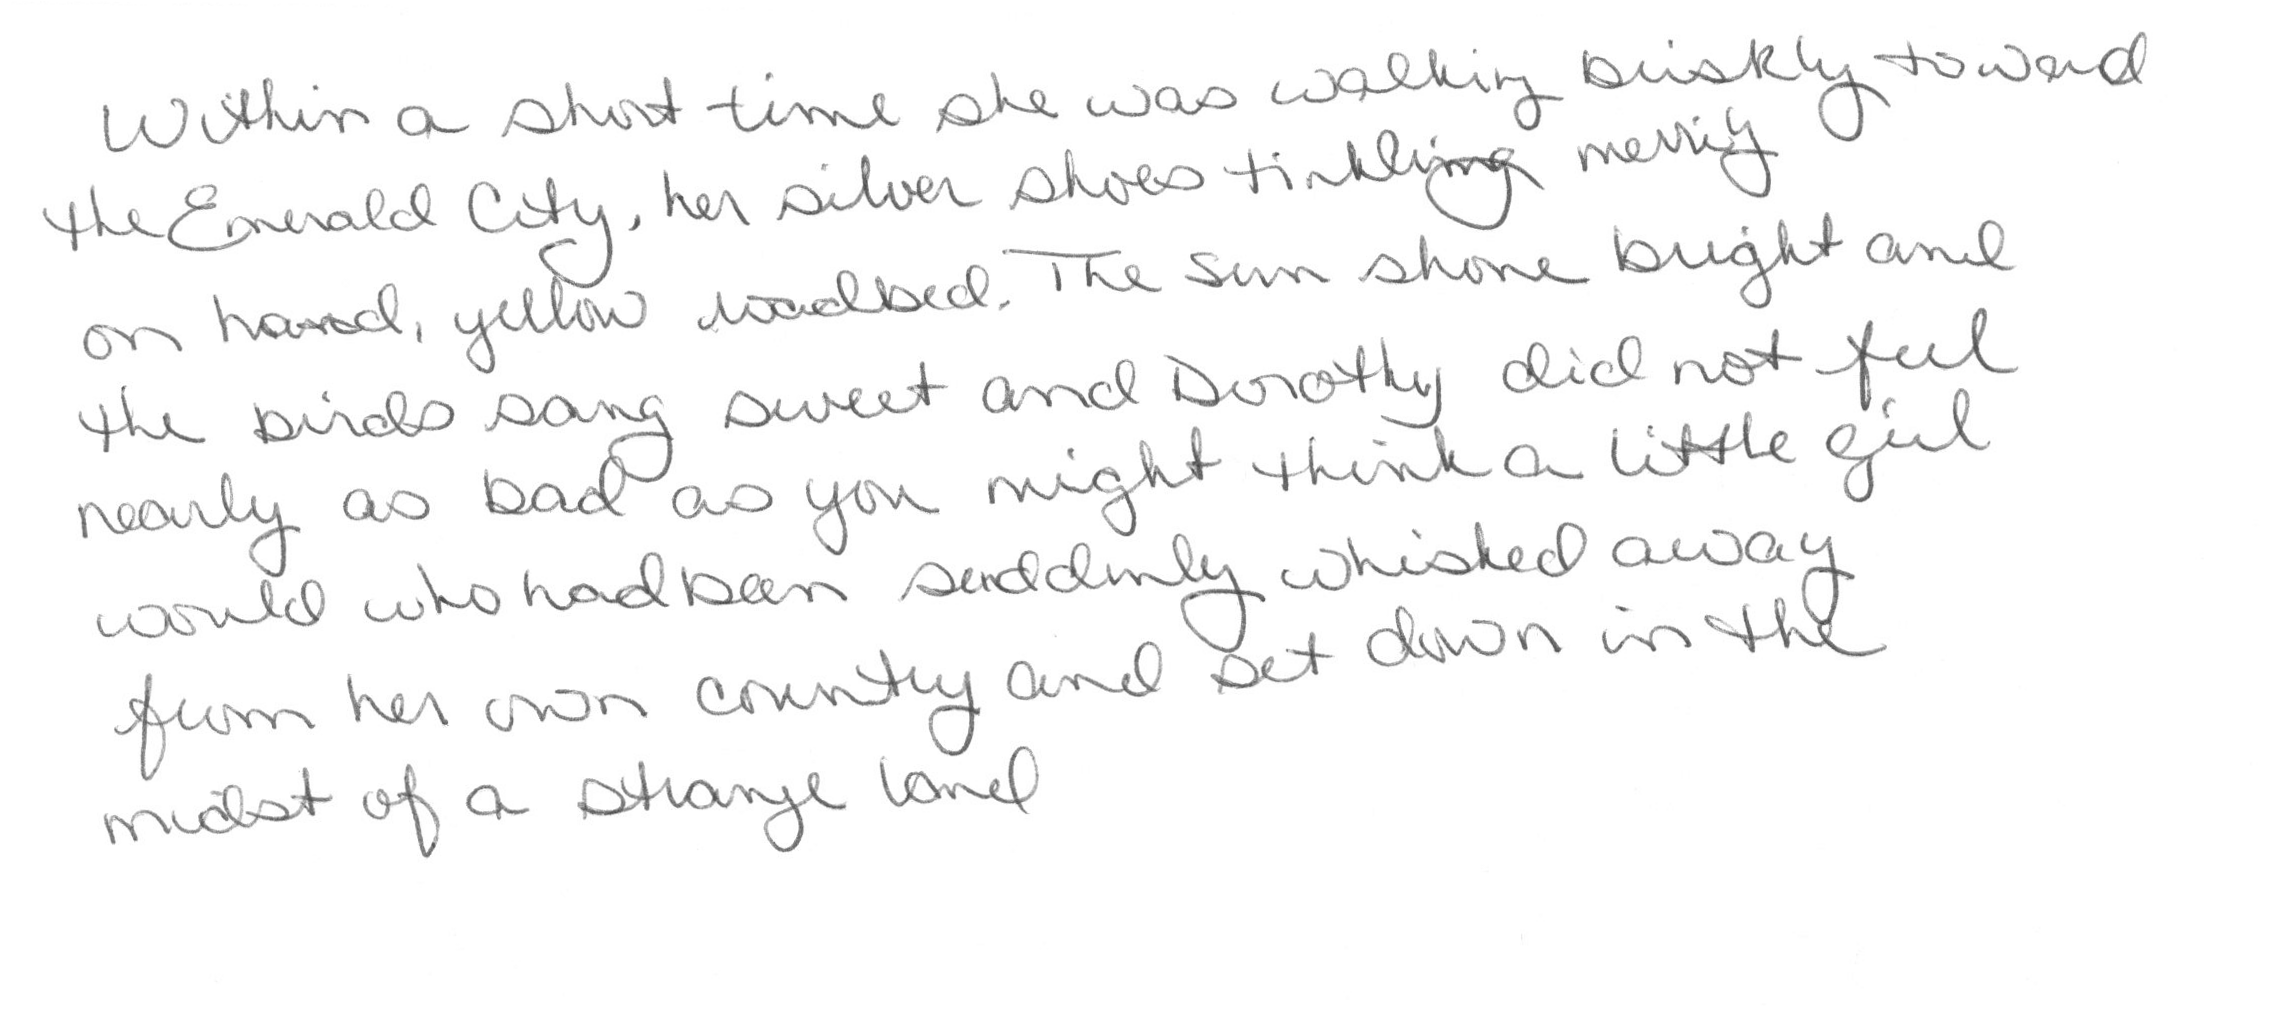 Within a short time she was walking briskly toward
the Emerald City, her silver shoes tinkling merrily
on hard, yellow roadbed. The sun shone bright and
the birds sang sweet and Dorothy did not feel
nearly as bad as you might think a little girl
would who had been suddenly whisked away
from her own country and set down in the
midst of a strange land